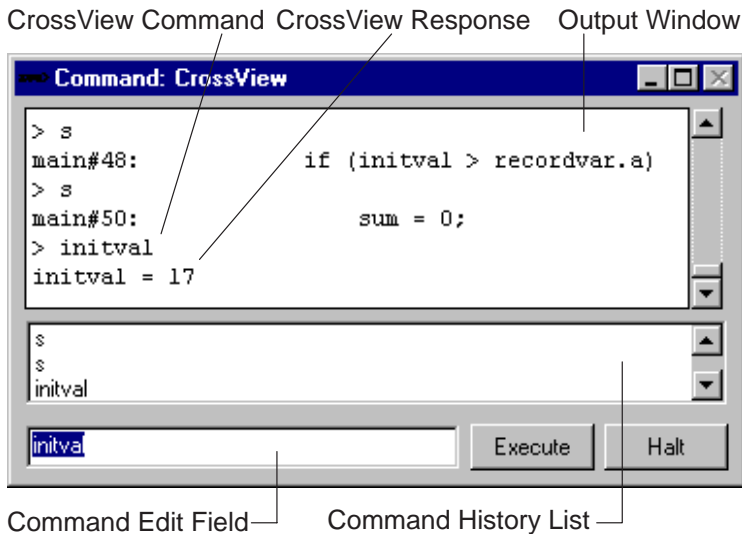 CrossView Command CrossView Response Output Window
Command: CrossView
> s
main#48: if (initval > recordvar.a)
> s
main#50: sum = 0;
> initval
initval = 17
s
s
initval
initval
Execute Halt
Command Edit Field Command History List